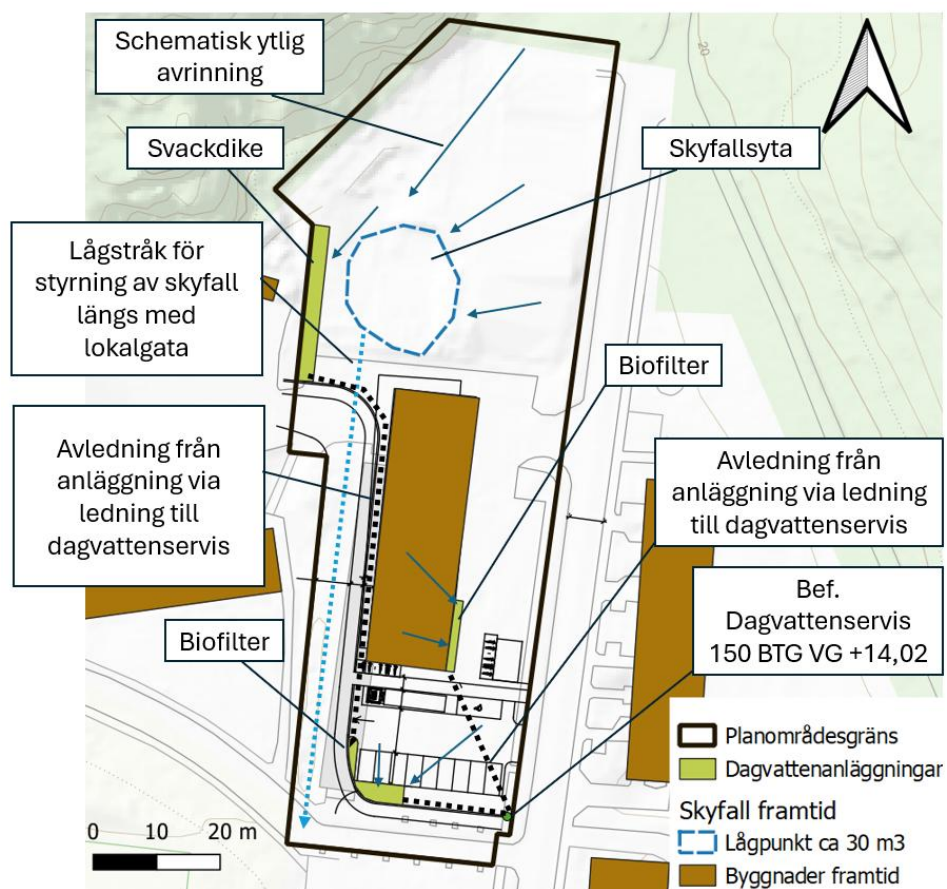 Schematisk ytlig
avrinning
Svackdike
Skyfallsyta
20
Lågstråk för
styrning av skyfall
längs med
lokalgata
Biofilter
Avledning från
anläggning via
ledning till
dagvattenservis
Avledning från
anläggning via ledning
till dagvattenservis
Biofilter
Bef.
Dagvattenservis
150 BTG VG +14,02
Planområdesgräns
Dagvattenanläggningar
Skyfall framtid
Lågpunkt ca 30 m3
Byggnader framtid
0 10 20 m